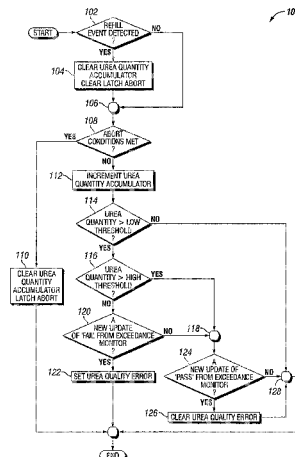 10
102
START
REFILL
EVENT DETECTED
?
NO
YES
104
CLEAR UREA QUANTITY
ACCUMULATOR
CLEAR LATCH ABORT
106
108
YES
ABORT
CONDITIONS MET
?
NO
112
INCREMENT UREA
QUANTITY ACCUMULATOR
114
UREA
QUANTITY > LOW
THRESHOLD
?
NO
YES
110
CLEAR UREA
QUANTITY
ACCUMULATOR
LATCH ABORT
116
UREA
QUANTITY > HIGH
THRESHOLD
?
YES
NO
120
A
NEW UPDATE
OF 'FAIL' FROM EXCEEDANCE
MONITOR
?
NO
118
YES
122
SET UREA QUALITY ERROR
124
A
NEW UPDATE
OF 'PASS' FROM EXCEEDANCE
MONITOR
?
NO
128
YES
126
CLEAR UREA QUALITY ERROR
END